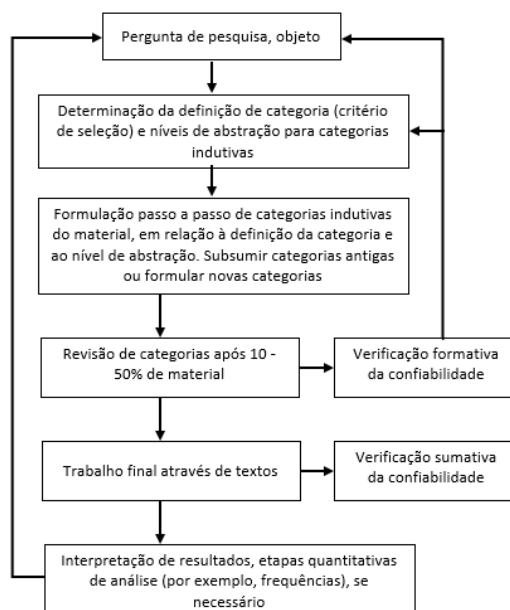 Pergunta de pesquisa, objeto
Determinação da definição de categoria (critério
de seleção) e níveis de abstração para categorias
indutivas
Formulação passo a passo de categorias indutivas
do material, em relação à definição da categoria e
ao nível de abstração. Subsumir categorias antigas
ou formular novas categorias
Revisão de categorias após 10 -
50% de material
Verificação formativa
da confiabilidade
Trabalho final através de textos
Verificação sumativa
da confiabilidade
Interpretação de resultados, etapas quantitativas
de análise (por exemplo, frequências), se
necessário